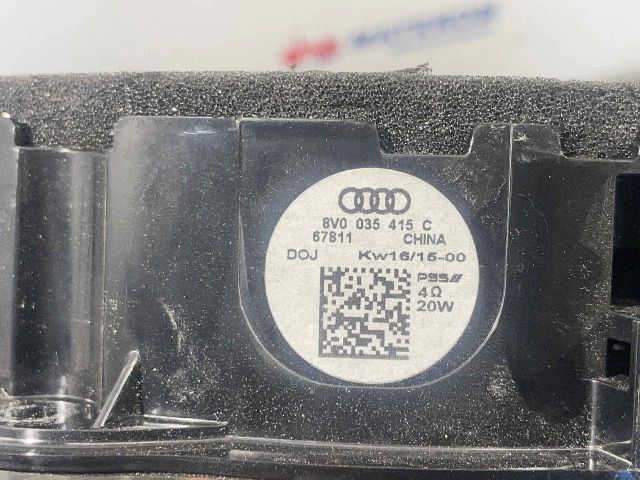 8V0 035 415 C
67811 CHINA
DOJ Kw16/15-00
PSS
4Ω
20W